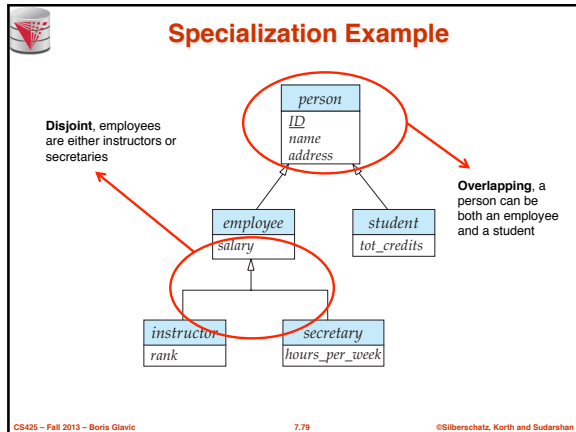 Specialization Example
person
ID
name
address
Disjoint, employees
are either instructors or
secretaries
Overlapping, a
person can be
both an employee
and a student
employee
salary
student
tot_credits
instructor
rank
secretary
hours_per_week
CS425 – Fall 2013 – Boris Glavic
7.79
©Silberschatz, Korth and Sudarshan